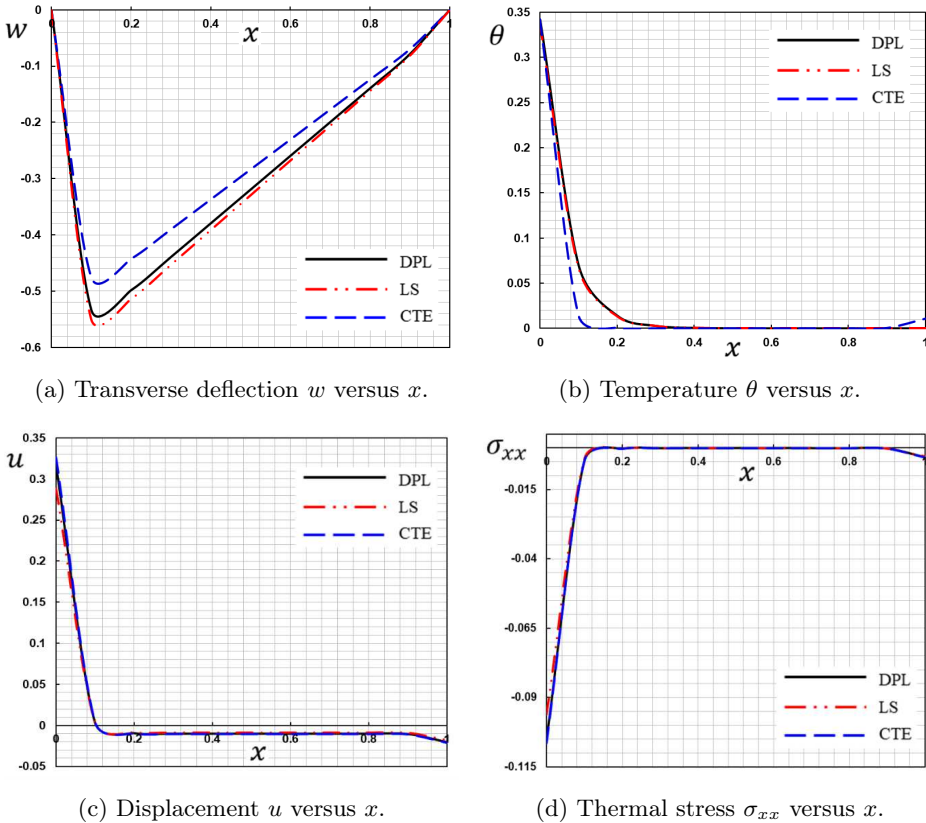 0 0.2 0.4 0.6 0.8 1
w x
-0.1
-0.2
-0.3
-0.4
-0.5
-0.6
DPL
LS
CTE
(a) Transverse deflection w versus x.
0.35
θ
0.3
0.25
0.2
0.15
0.1
0.05
0
0 0.2 0.4 0.6 0.8 1
x
DPL
LS
CTE
(b) Temperature θ versus x.
0.35
u
0.3
0.25
0.2
0.15
0.1
0.05
0
-0.05
0 0.2 0.4 0.6 0.8 1
x
DPL
LS
CTE
(c) Displacement u versus x.
σxx
0 0.2 0.4 0.6 0.8 1
x
-0.015
-0.04
-0.065
-0.09
-0.115
DPL
LS
CTE
(d) Thermal stress σxx versus x.